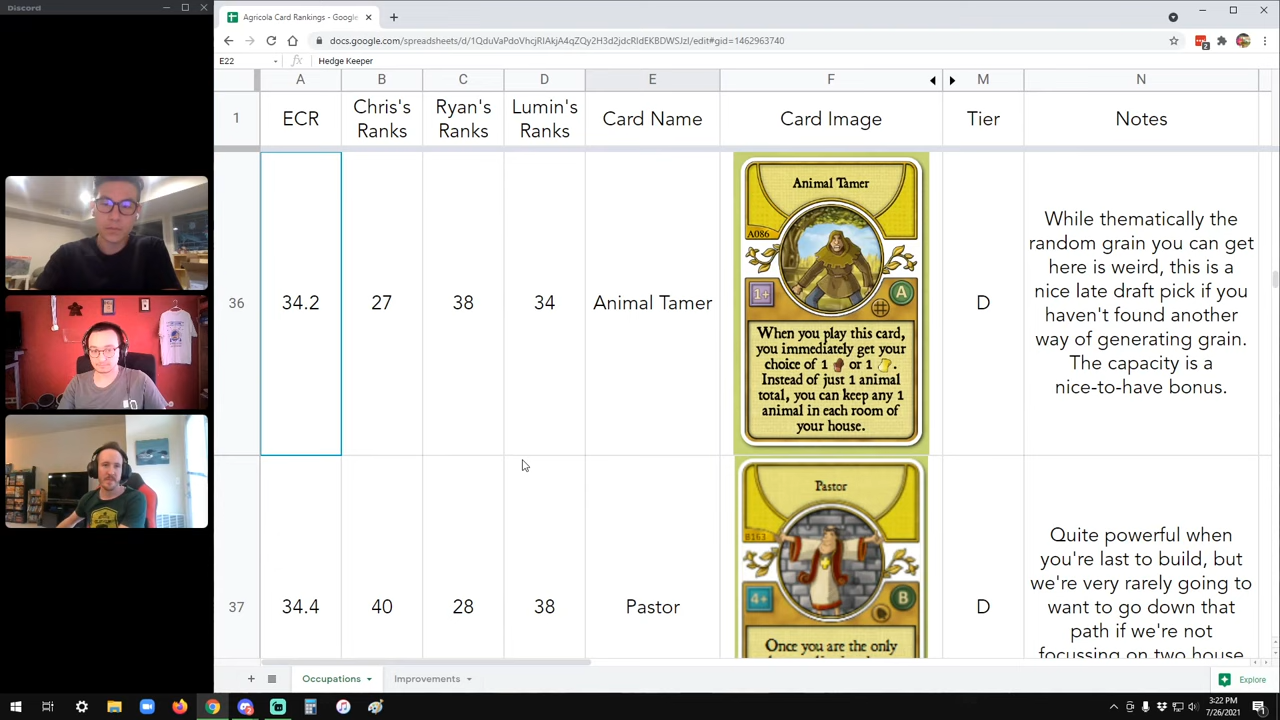 Discord
Agricola Card Rankings - Google
docs.google.com/spreadsheets/d/1QduVaPdoVhcjRIAkjA4qZQy2H3d2jdcRIdEKBDWSJzI/edit#gid=1462963740
E22
Hedge Keeper
A B C D E F M N
1
ECR
Chris's
Ranks
Ryan's
Ranks
Lumin's
Ranks
Card Name
Card Image
Tier
Notes
36
34.2
27
38
34
Animal Tamer
Animal Tamer
A086
1+
A
When you play this card,
you immediately get your
choice of 1 or 1 .
Instead of just 1 animal
total, you can keep any 1
animal in each room of
your house.
D
While thematically the
random grain you can get
here is weird, this is a
nice late draft pick if you
haven't found another
way of generating grain.
The capacity is a
nice-to-have bonus.
37
34.4
40
28
38
Pastor
Pastor
B163
4+
B
Once you are the only
D
Quite powerful when
you're last to build, but
we're very rarely going to
want to go down that
path if we're not
focussing on two house
Occupations
Improvements
Explore
3:22 PM
7/26/2021